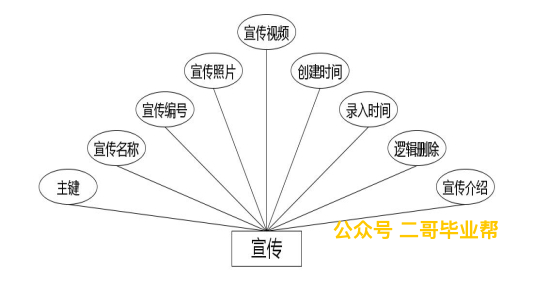 宣传视频
宣传照片
创建时间
宣传编号
录入时间
宣传名称
逻辑删除
主键
宣传介绍
公众号 二哥毕业帮
宣传